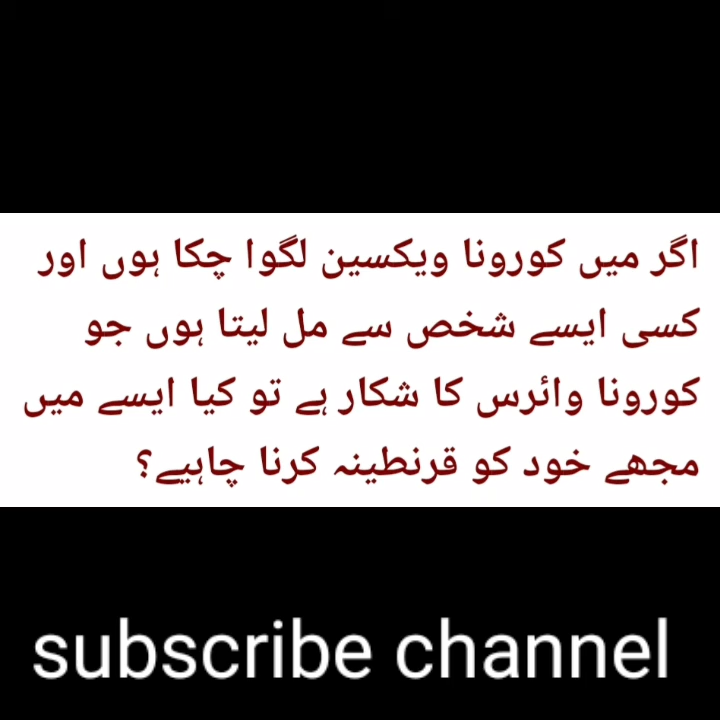 اگر میں کورونا ویکسین لگوا چکا ہوں اور
کسی ایسے شخص سے مل لیتا ہوں جو
کورونا وائرس کا شکار ہے تو کیا ایسے میں
مجھے خود کو قرنطینہ کرنا چاہیے؟
subscribe channel